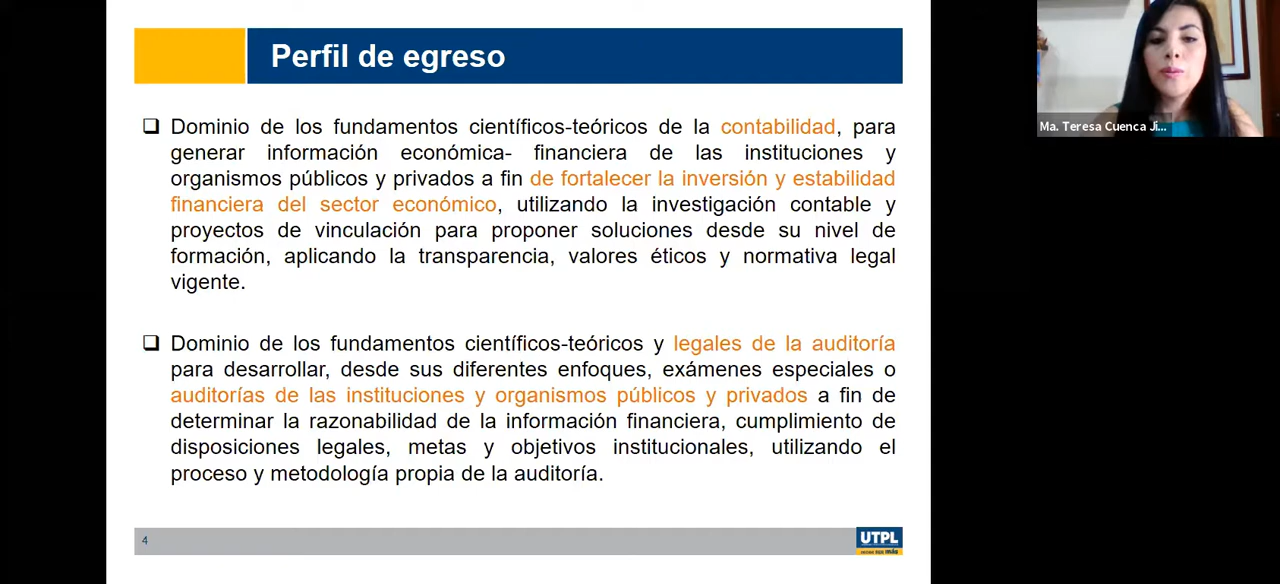 Perfil de egreso
❑ Dominio de los fundamentos científicos-teóricos de la contabilidad, para
generar información económica- financiera de las instituciones y
organismos públicos y privados a fin de fortalecer la inversión y estabilidad
financiera del sector económico, utilizando la investigación contable y
proyectos de vinculación para proponer soluciones desde su nivel de
formación, aplicando la transparencia, valores éticos y normativa legal
vigente.
❑ Dominio de los fundamentos científicos-teóricos y legales de la auditoría
para desarrollar, desde sus diferentes enfoques, exámenes especiales o
auditorías de las instituciones y organismos públicos y privados a fin de
determinar la razonabilidad de la información financiera, cumplimiento de
disposiciones legales, metas y objetivos institucionales, utilizando el
proceso y metodología propia de la auditoría.
4
UTPL
Ma. Teresa Cuenca Ji...